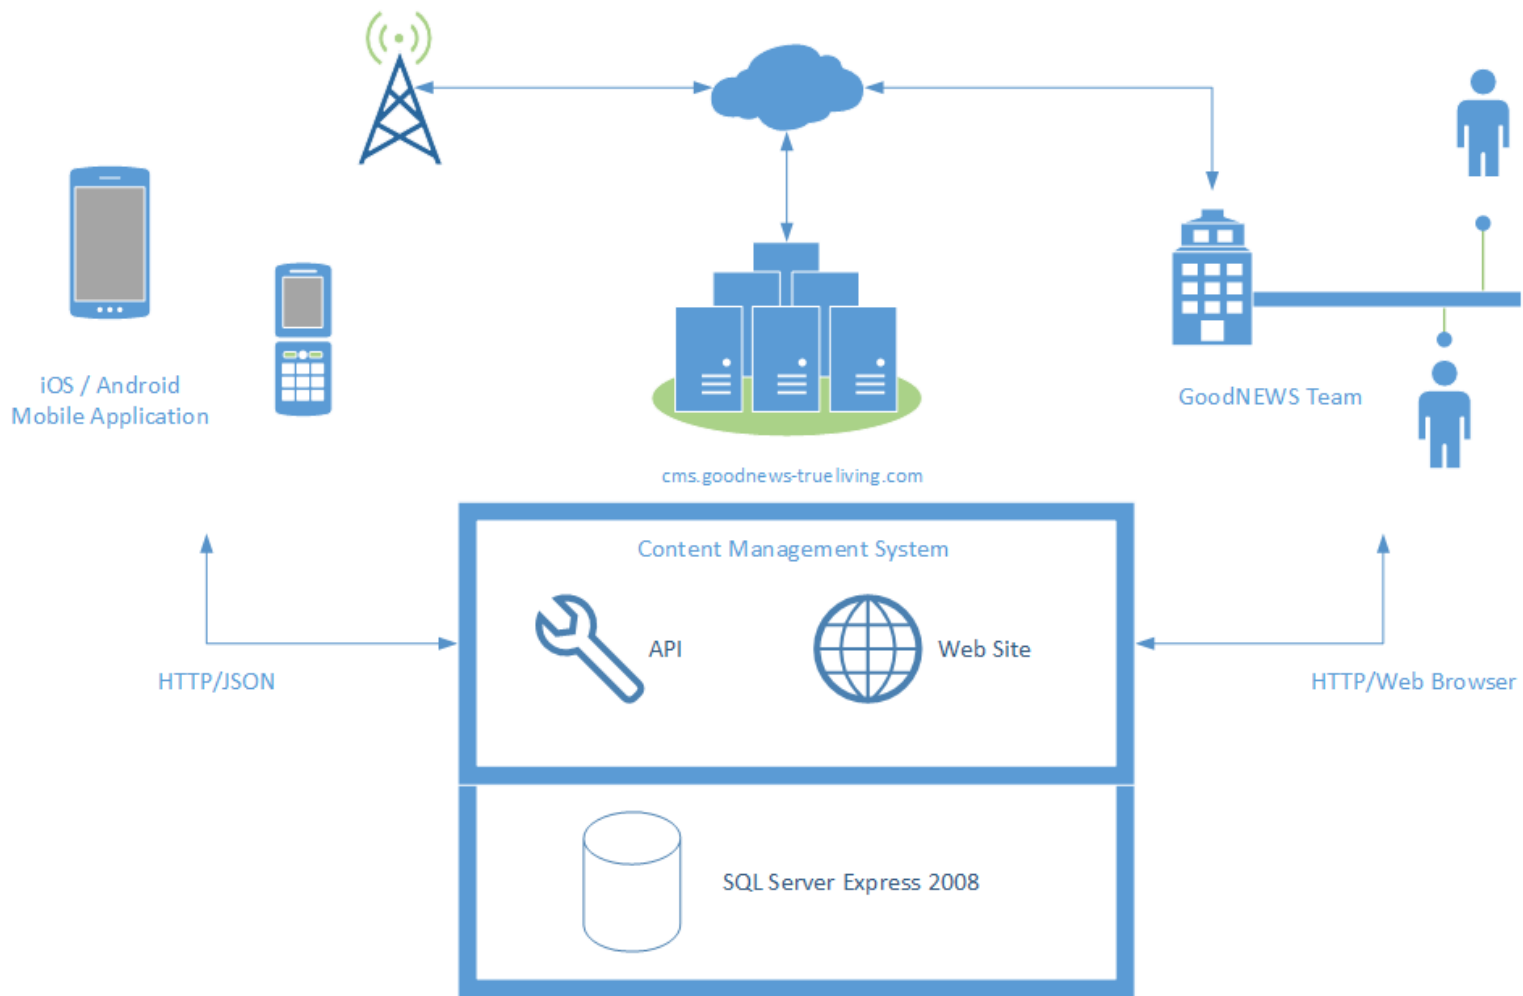 iOS / Android
Mobile Application
GoodNEWS Team
cms.goodnews-trueliving.com
Content Management System
API
Web Site
HTTP/JSON
HTTP/Web Browser
SQL Server Express 2008